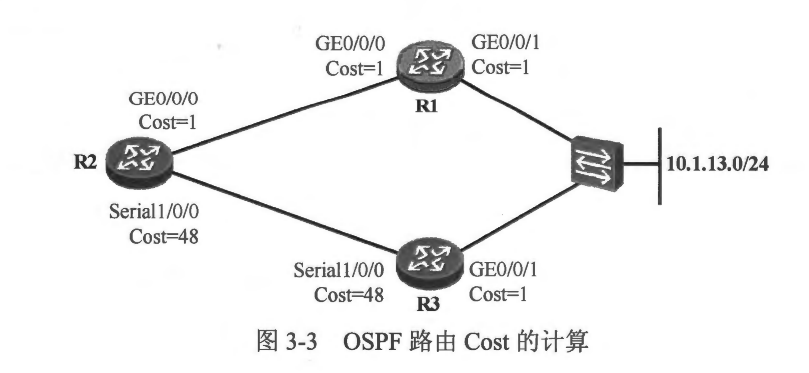 GE0/0/0
Cost=1
GE0/0/1
Cost=1
R1
GE0/0/0
Cost=1
R2
10.1.13.0/24
Serial1/0/0
Cost=48
Serial1/0/0
Cost=48
GE0/0/1
Cost=1
R3
图 3-3 OSPF 路由 Cost 的计算